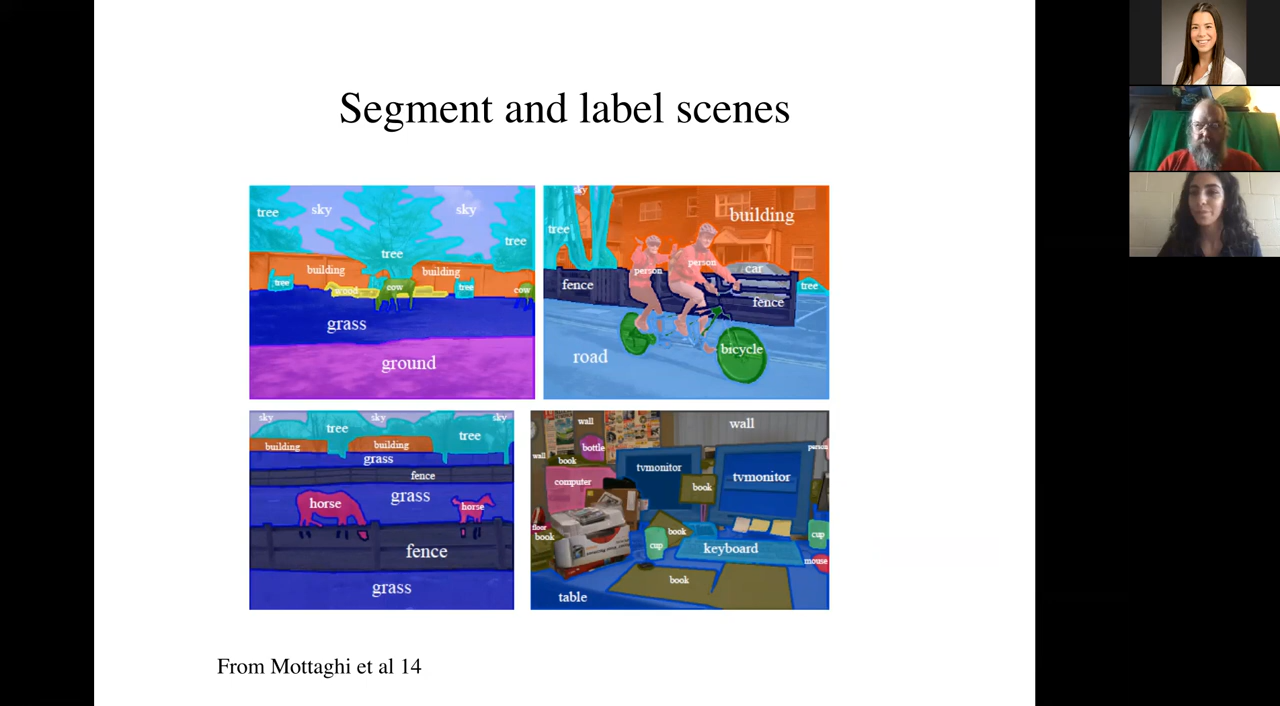 Segment and label scenes
tree
sky
sky
tree
tree
building
building
tree
wood
cow
tree
cow
grass
ground
sky
building
tree
person
person
car
fence
tree
fence
road
bicycle
sky
sky
sky
tree
tree
building
building
grass
fence
horse
grass
horse
fence
grass
wall
wall
wall
bottle
person
book
tvmonitor
tvmonitor
computer
book
floor
book
book
cup
cup
keyboard
mouse
book
table
From Mottaghi et al 14